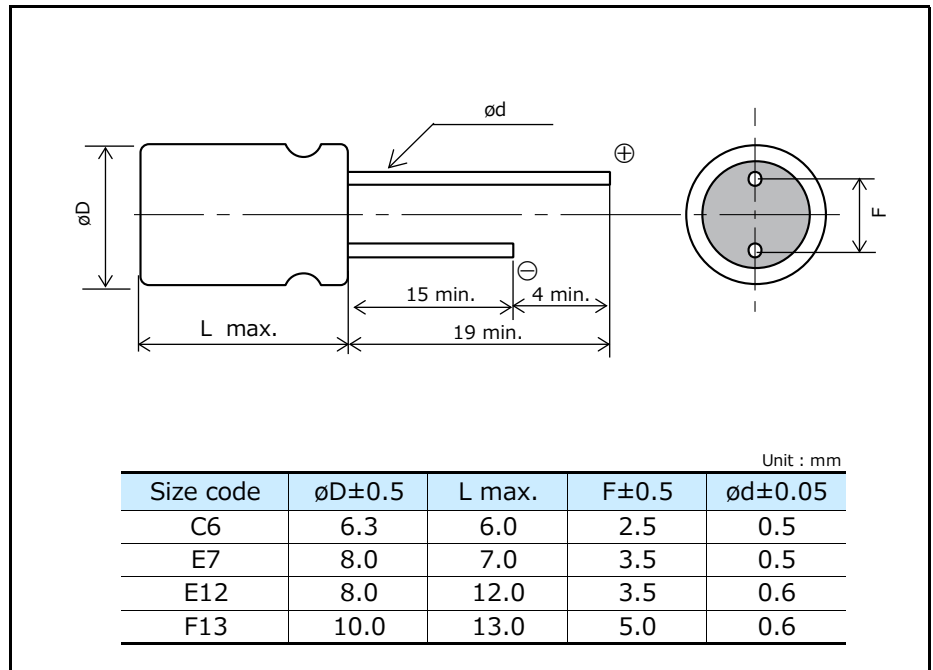 ød
⊕
øD
F
⊖
15 min.
4 min.
L max.
19 min.
Unit : mm
Size code øD±0.5 L max. F±0.5 ød±0.05
C6 6.3 6.0 2.5 0.5
E7 8.0 7.0 3.5 0.5
E12 8.0 12.0 3.5 0.6
F13 10.0 13.0 5.0 0.6